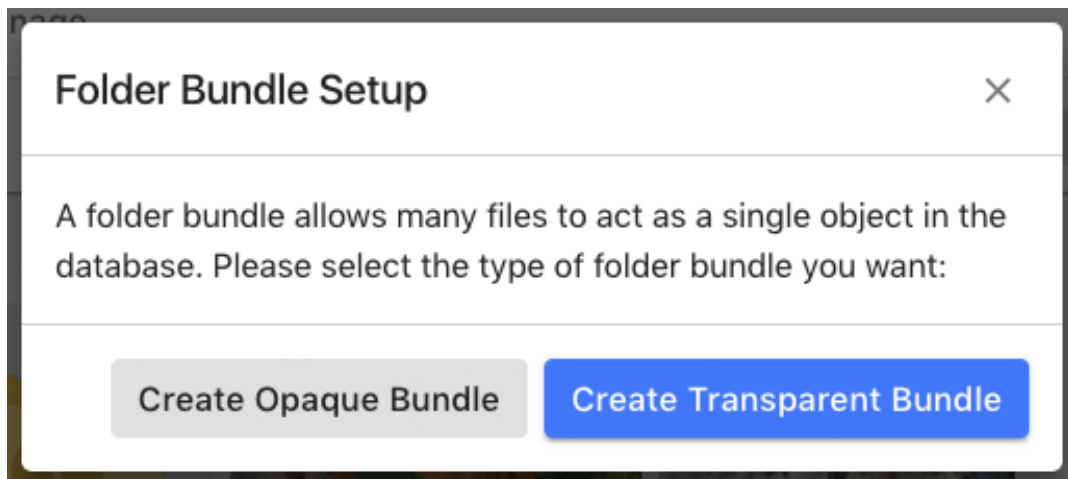 Folder Bundle Setup
A folder bundle allows many files to act as a single object in the
database. Please select the type of folder bundle you want:
Create Opaque Bundle
Create Transparent Bundle